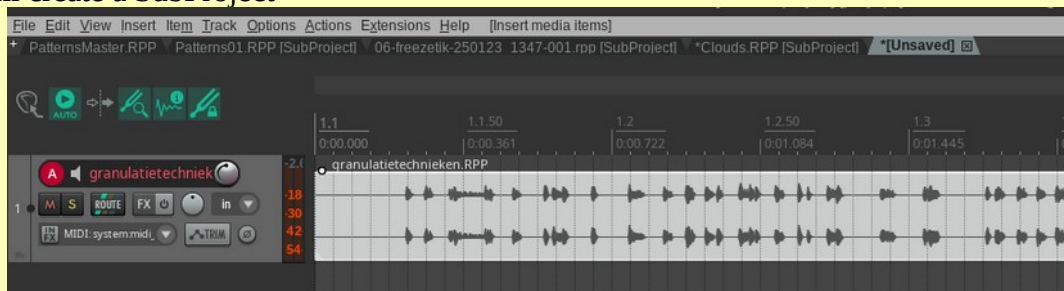 File Edit View Insert Item Track Options Actions Extensions Help [Insert media items]
+ PatternsMaster.RPP Patterns01.RPP [SubProject] 06-freezetik-250123_1347-001.rpp [SubProject] *Clouds.RPP [SubProject] *[Unsaved]
AUTO
1.1 1.1.50 1.2 1.2.50 1.3
0:00.000 0:00.361 0:00.722 0:01.084 0:01.445
granulatietechnieken.RPP
A granulatietechniek
-18
-30
42
54
1 M S ROUTE FX in
IN FX MIDI: system:midi_ TRIM